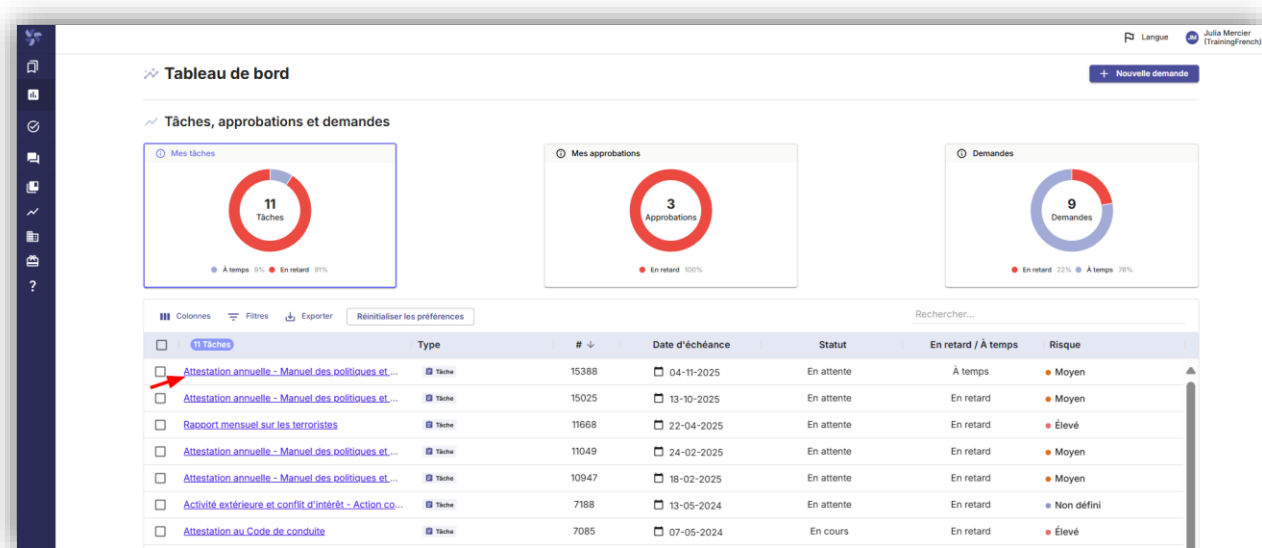 Langue
JM
Julia Mercier
(TrainingFrench)
Tableau de bord
+ Nouvelle demande
Tâches, approbations et demandes
Mes tâches
11
Tâches
À temps 9% En retard 91%
Mes approbations
3
Approbations
En retard 100%
Demandes
9
Demandes
En retard 22% À temps 78%
Colonnes Filtres Exporter Réinitialiser les préférences Rechercher...
11 Tâches Type # ↓ Date d'échéance Statut En retard / À temps Risque
Attestation annuelle - Manuel des politiques et ... Tâche 15388 04-11-2025 En attente À temps Moyen
Attestation annuelle - Manuel des politiques et ... Tâche 15025 13-10-2025 En attente En retard Moyen
Rapport mensuel sur les terroristes Tâche 11668 22-04-2025 En attente En retard Élevé
Attestation annuelle - Manuel des politiques et ... Tâche 11049 24-02-2025 En attente En retard Moyen
Attestation annuelle - Manuel des politiques et ... Tâche 10947 18-02-2025 En attente En retard Moyen
Activité extérieure et conflit d'intérêt - Action co... Tâche 7188 13-05-2024 En attente En retard Non défini
Attestation au Code de conduite Tâche 7085 07-05-2024 En cours En retard Élevé
?